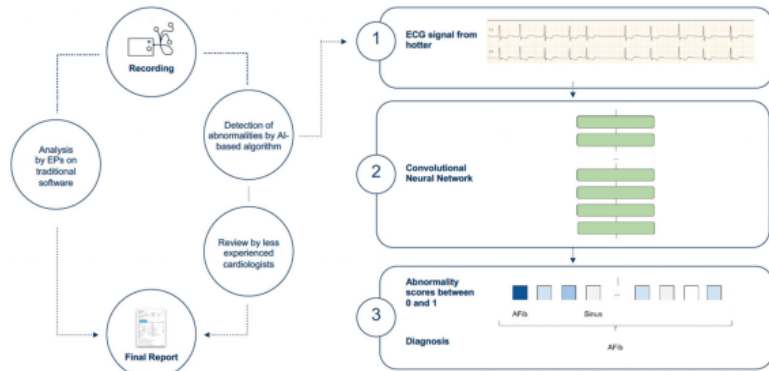 Recording
Analysis
by EPs on
traditional
software
Detection of
abnormalities by AI-
based algorithm
Review by less
experienced
cardiologists
Final Report
1
ECG signal from
hotter
2
Convolutional
Neural Network
...
3
Abnormality
scores between
0 and 1
...
AFib
Sinus
Diagnosis
AFib